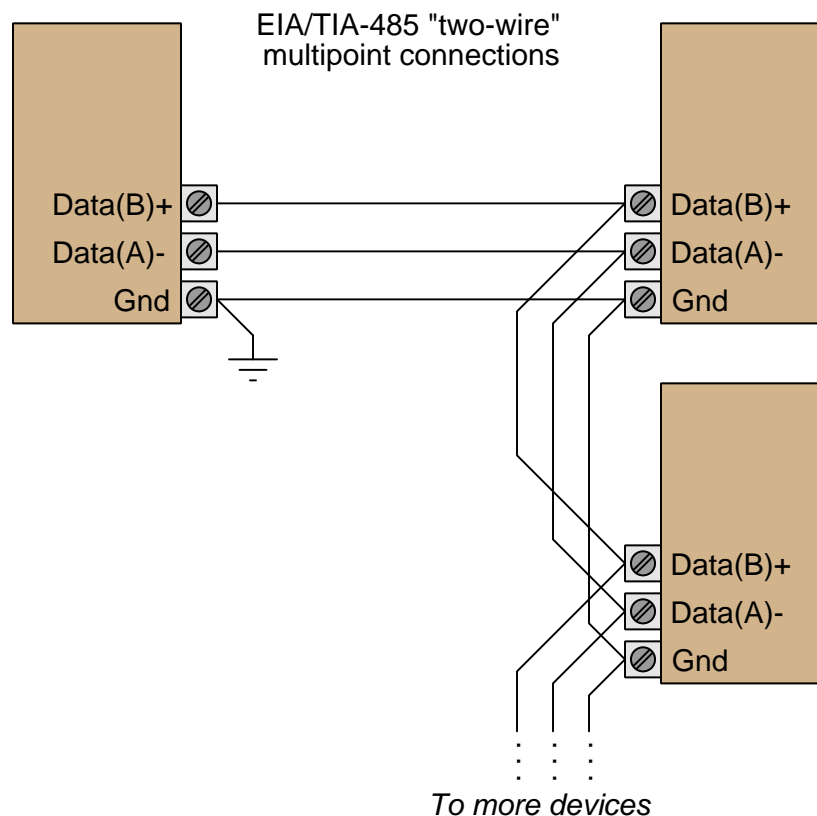 EIA/TIA-485 "two-wire"
multipoint connections
Data(B)+
Data(A)-
Gnd
Data(B)+
Data(A)-
Gnd
Data(B)+
Data(A)-
Gnd
To more devices